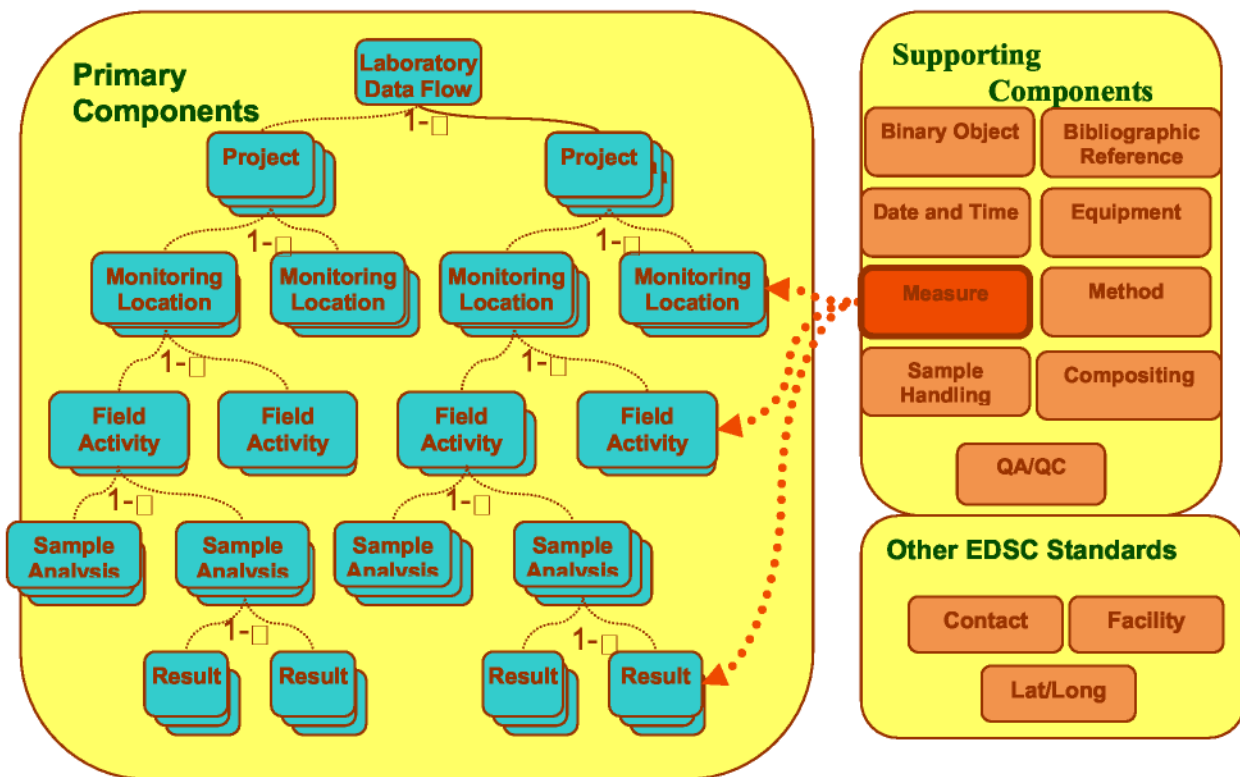 Primary
Components
Laboratory
Data Flow
1-□
Project
Project
1-□
1-□
Monitoring
Location
Monitoring
Location
Monitoring
Location
Monitoring
Location
1-□
1-□
Field
Activity
Field
Activity
Field
Activity
Field
Activity
1-□
1-□
Sample
Analysis
Sample
Analysis
Sample
Analysis
Sample
Analysis
1-□
1-□
Result
Result
Result
Result
Supporting
Components
Binary Object
Bibliographic
Reference
Date and Time
Equipment
Measure
Method
Sample
Handling
Compositing
QA/QC
Other EDSC Standards
Contact
Facility
Lat/Long